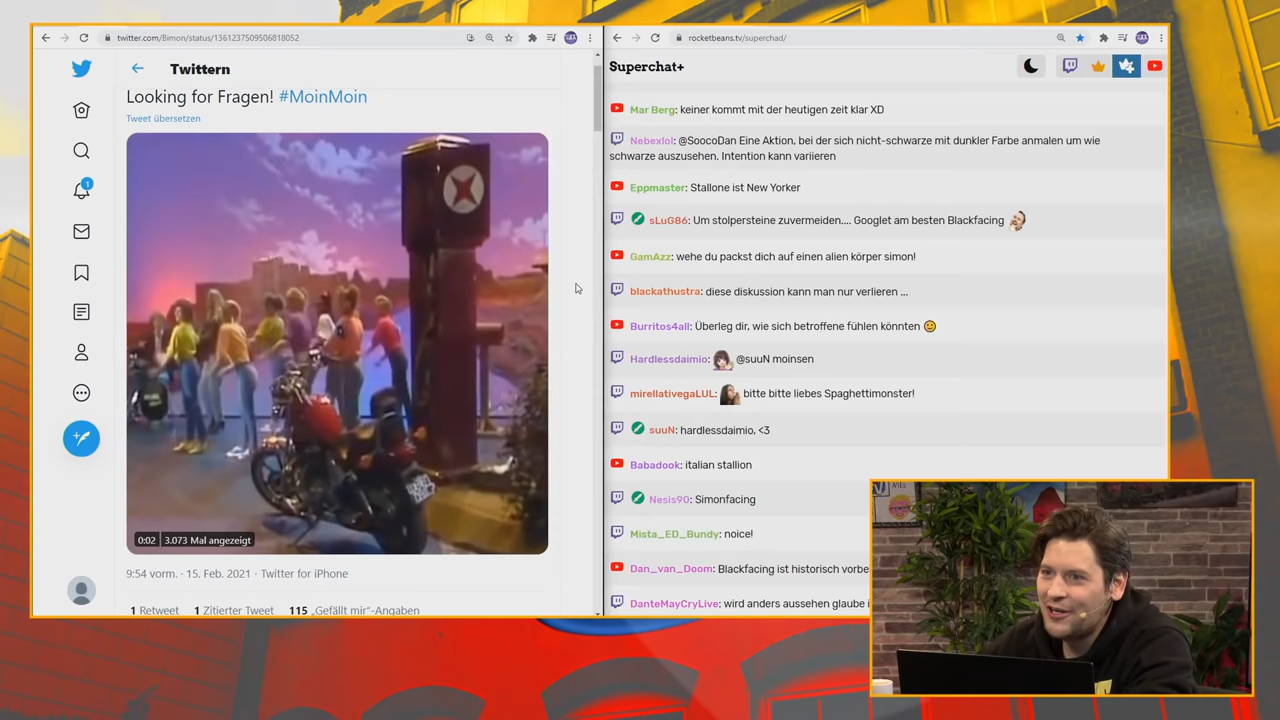 twitter.com/Bimon/status/1361237509506818052
Twittern
Looking for Fragen! #MoinMoin
Tweet übersetzen
1
0:02 3.073 Mal angezeigt
9:54 vorm. · 15. Feb. 2021 · Twitter for iPhone
1 Retweet 1 Zitierter Tweet 115 „Gefällt mir“-Angaben
rocketbeans.tv/superchad/
Superchat+
Mar Berg: keiner kommt mit der heutigen zeit klar XD
Nebexlol: @SoocoDan Eine Aktion, bei der sich nicht-schwarze mit dunkler Farbe anmalen um wie
schwarze auszusehen. Intention kann variieren
Eppmaster: Stallone ist New Yorker
sLuG86: Um stolpersteine zuvermeiden.... Googlet am besten Blackfacing
GamAzz: wehe du packst dich auf einen alien körper simon!
blackathustra: diese diskussion kann man nur verlieren ...
Burritos4all: Überleg dir, wie sich betroffene fühlen könnten
Hardlessdaimio: @suuN moinsen
mirellativegaLUL: bitte bitte liebes Spaghettimonster!
suuN: hardlessdaimio, <3
Babadook: italian stallion
Nesis90: Simonfacing
Mista_ED_Bundy: noice!
Dan_van_Doom: Blackfacing ist historisch vorbe
DanteMayCryLive: wird anders aussehen glaube i
Nils